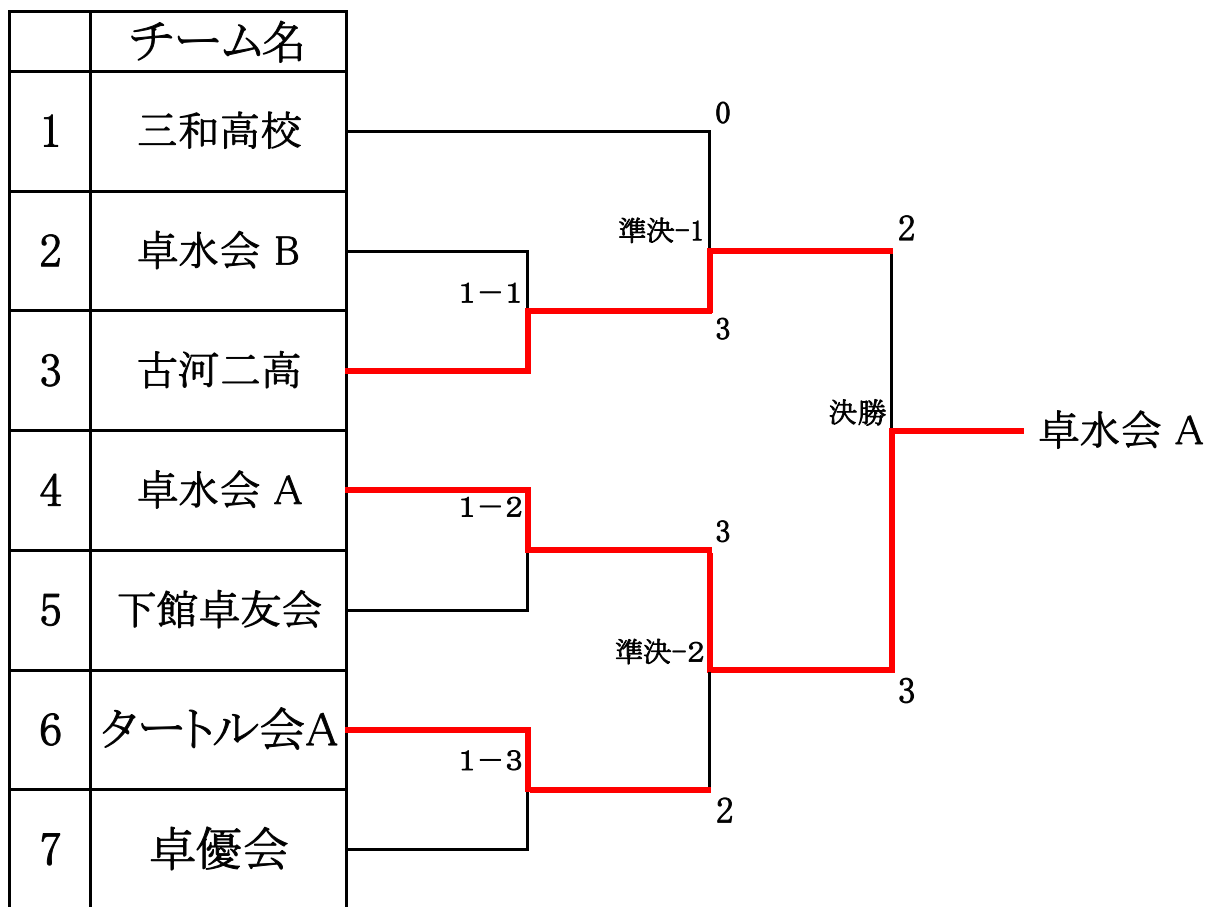 チーム名
1 三和高校
2 卓水会 B
3 古河二高
4 卓水会 A
5 下館卓友会
6 タートル会A
7 卓優会
0
準決-1
2
1－1
3
決勝
卓水会 A
1－2
3
準決-2
3
1－3
2